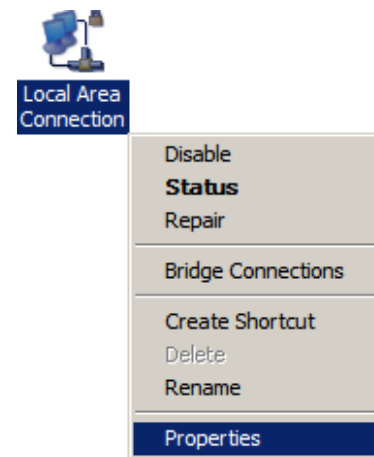 Local Area
Connection
Disable
Status
Repair
Bridge Connections
Create Shortcut
Delete
Rename
Properties